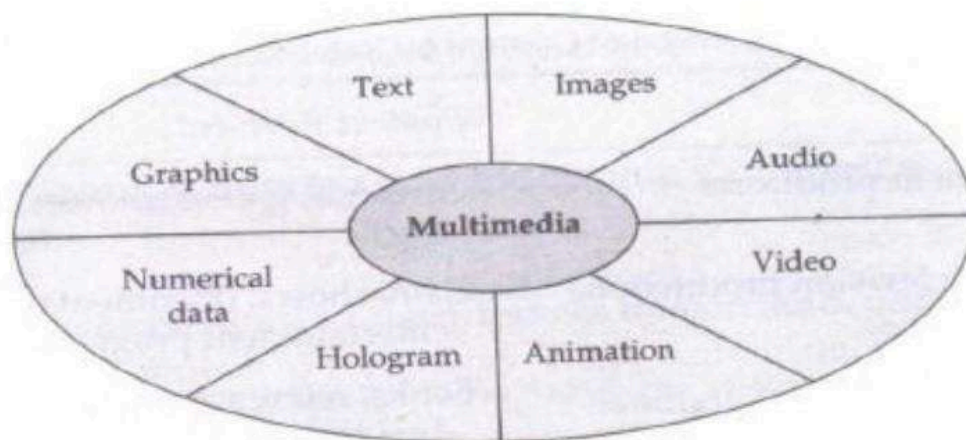 Text
Images
Graphics
Audio
Multimedia
Numerical
data
Video
Hologram
Animation